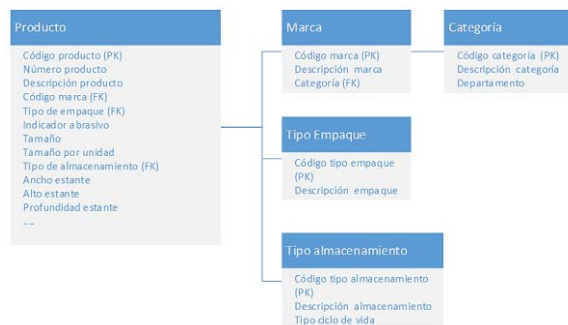 Producto
Código producto (PK)
Número producto
Descripción producto
Código marca (FK)
Tipo de empaque (FK)
Indicador abrasivo
Tamaño
Tamaño por unidad
Tipo de almacenamiento (FK)
Ancho estante
Alto estante
Profundidad estante
....
Marca
Código marca (PK)
Descripción marca
Categoría (FK)
Categoría
Código categoría (PK)
Descripción categoría
Departamento
Tipo Empaque
Código tipo empaque
(PK)
Descripción empaque
Tipo almacenamiento
Código tipo almacenamiento
(PK)
Descripción almacenamiento
Tipo ciclo de vida